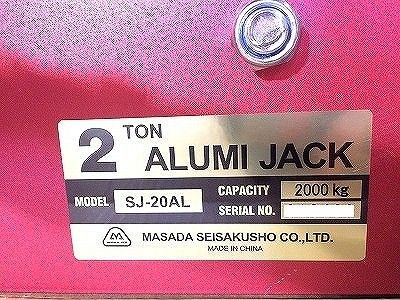 2 TON
ALUMI JACK
MODEL SJ-20AL CAPACITY 2000 kg
SERIAL NO.
MASADA SEISAKUSHO CO.,LTD.
MADE IN CHINA